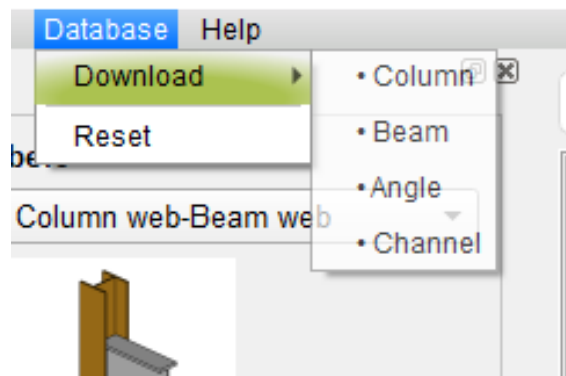 Database Help
Download
• Column
Reset
• Beam
• Angle
Column web-Beam web
• Channel